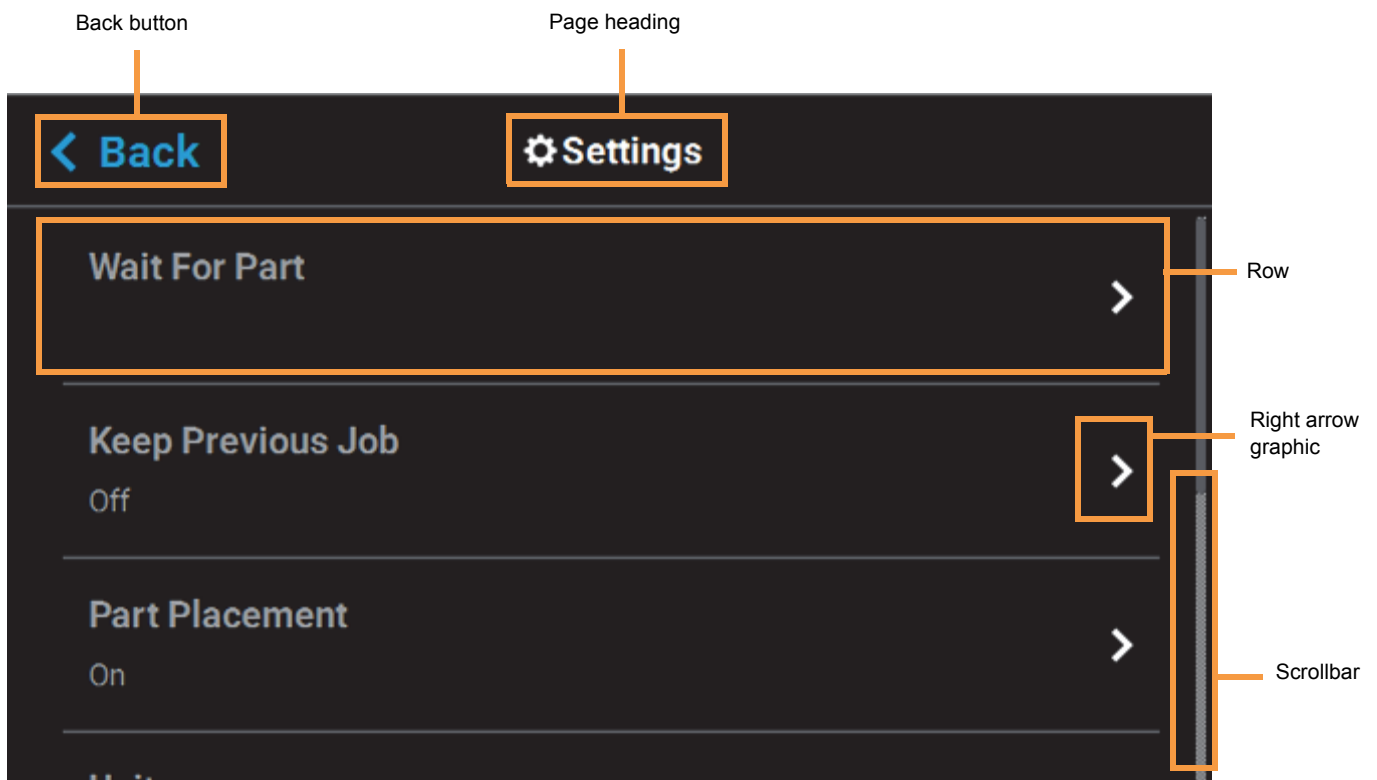 Back button
Page heading
Back
Settings
Wait For Part
Row
Keep Previous Job
Off
Right arrow
graphic
Part Placement
On
Scrollbar